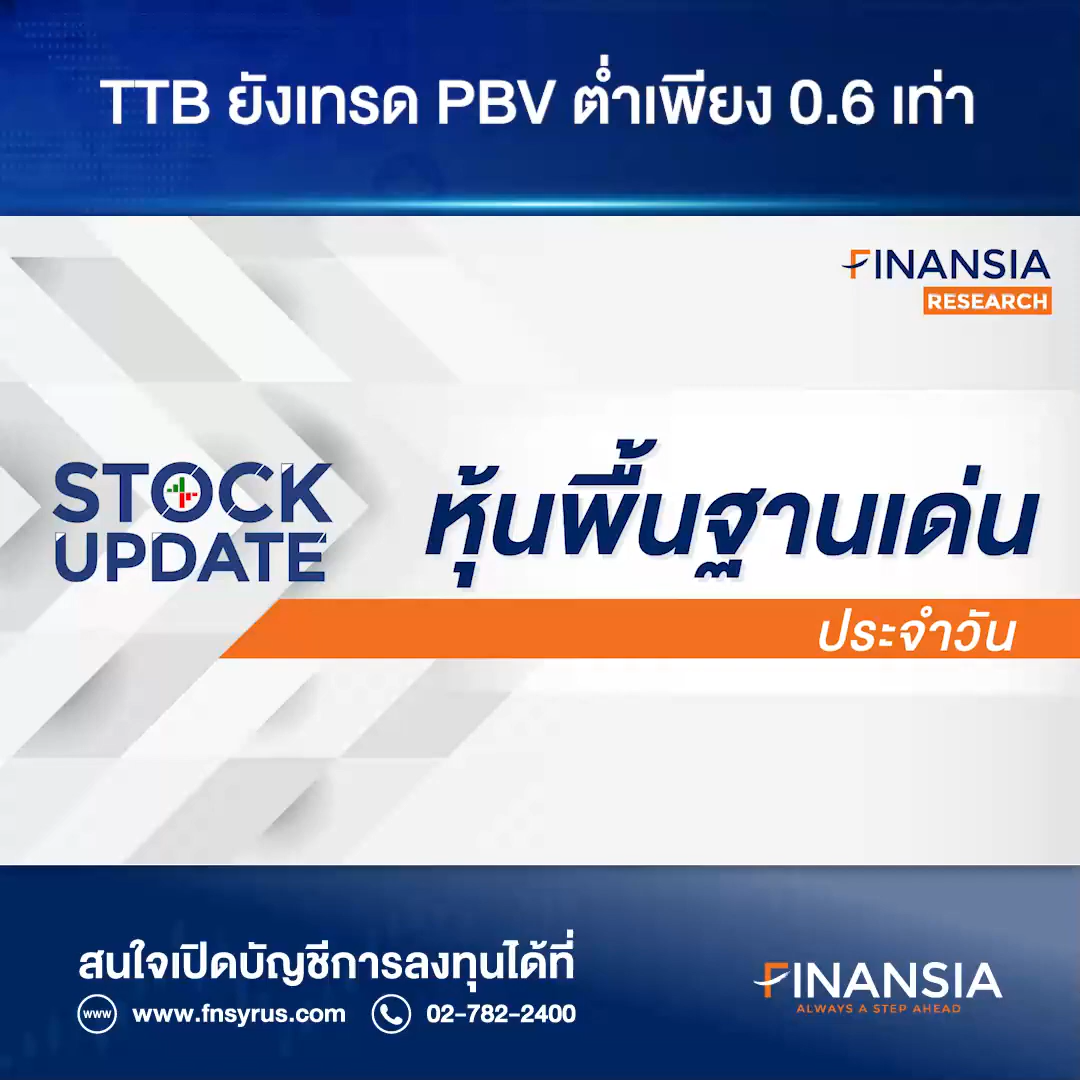 TTB ยังเทรด PBV ต่ำเพียง 0.6 เท่า
FINANSIA
RESEARCH
STOCK
UPDATE
หุ้นพื้นฐานเด่น
ประจำวัน
สนใจเปิดบัญชีการลงทุนได้ที่
www www.fnsyrus.com 02-782-2400
FINANSIA
ALWAYS A STEP AHEAD